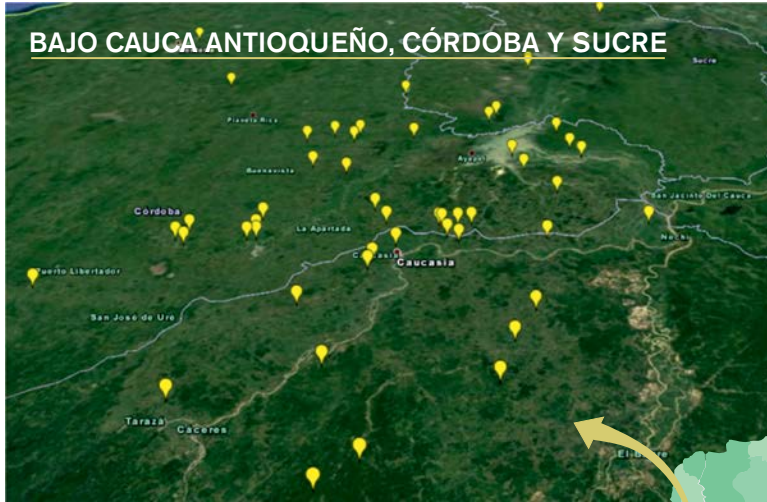 BAJO CAUCA ANTIOQUEÑO, CÓRDOBA Y SUCRE
Sucre
Planeta Rica
Ayapel
Buenavista
San Jacinto Del Cauca
Córdoba
La Apartada
Nechí
Caucasia
Caucasia
Puerto Libertador
San José de Uré
Tarazá
Caceres
El Bagre